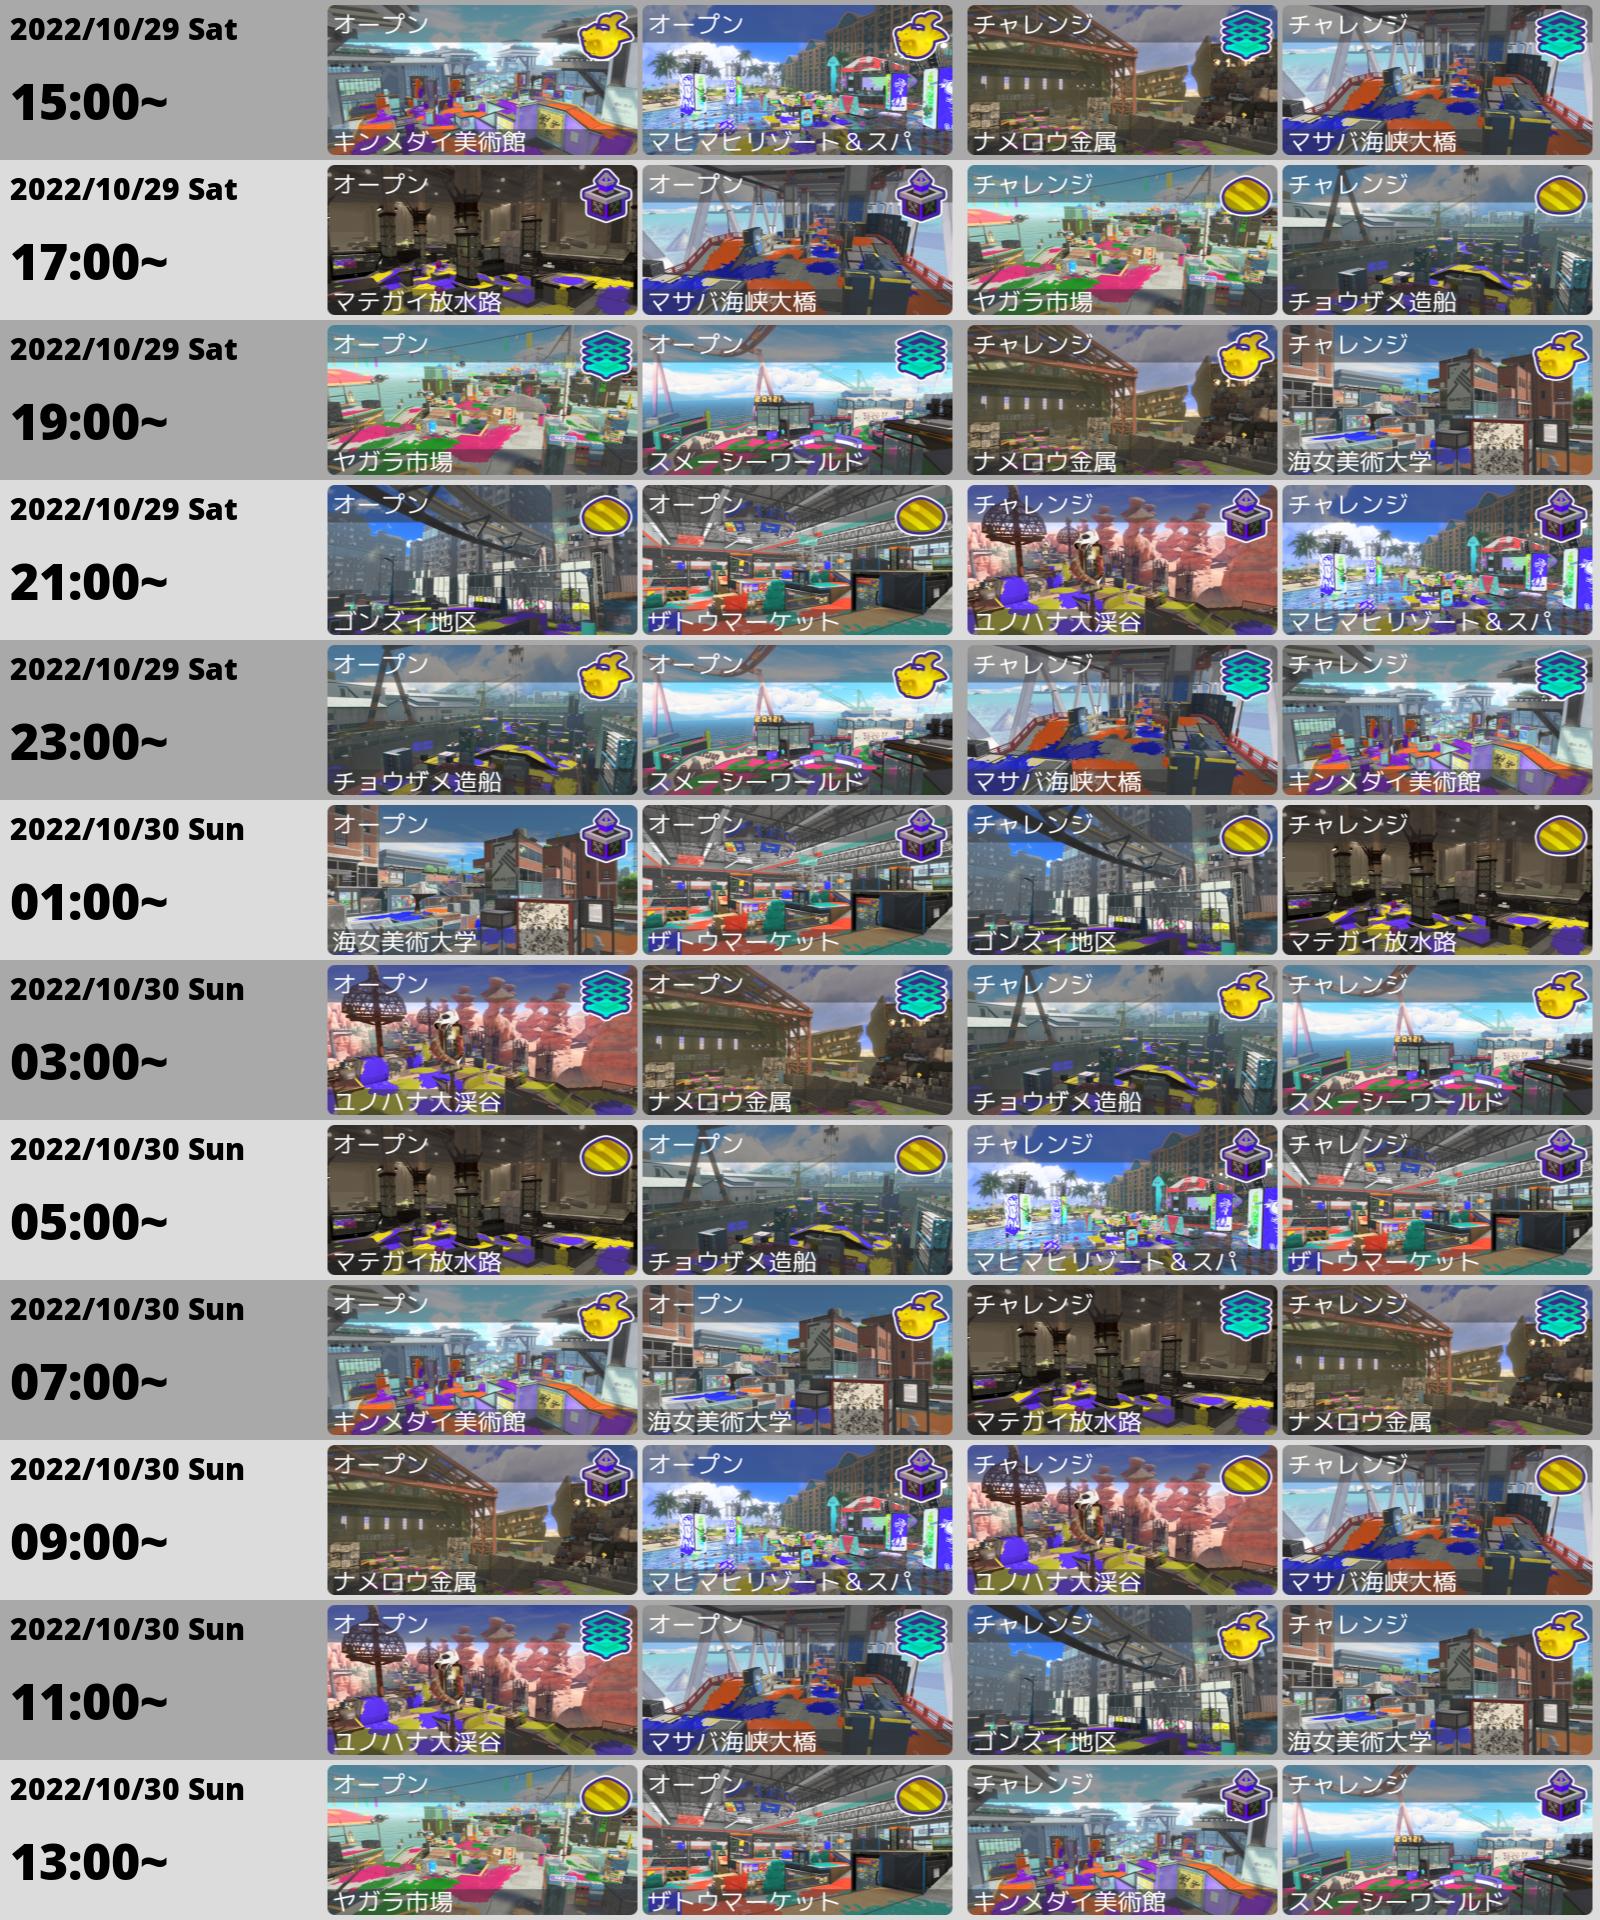 2022/10/29 Sat
15:00~
オープン
キンメダイ美術館
オープン
マヒマヒリゾート＆スパ
チャレンジ
ナメロウ金属
チャレンジ
マサバ海峡大橋
2022/10/29 Sat
17:00~
オープン
マテガイ放水路
オープン
マサバ海峡大橋
チャレンジ
ヤガラ市場
チャレンジ
チョウザメ造船
2022/10/29 Sat
19:00~
オープン
ヤガラ市場
オープン
スメーシーワールド
チャレンジ
ナメロウ金属
チャレンジ
海女美術大学
2022/10/29 Sat
21:00~
オープン
ゴンズイ地区
オープン
ザトウマーケット
チャレンジ
ユノハナ大渓谷
チャレンジ
マヒマヒリゾート＆スパ
2022/10/29 Sat
23:00~
オープン
チョウザメ造船
オープン
スメーシーワールド
チャレンジ
マサバ海峡大橋
チャレンジ
キンメダイ美術館
2022/10/30 Sun
01:00~
オープン
海女美術大学
オープン
ザトウマーケット
チャレンジ
ゴンズイ地区
チャレンジ
マテガイ放水路
2022/10/30 Sun
03:00~
オープン
ユノハナ大渓谷
オープン
ナメロウ金属
チャレンジ
チョウザメ造船
チャレンジ
スメーシーワールド
2022/10/30 Sun
05:00~
オープン
マテガイ放水路
オープン
チョウザメ造船
チャレンジ
マヒマヒリゾート＆スパ
チャレンジ
ザトウマーケット
2022/10/30 Sun
07:00~
オープン
キンメダイ美術館
オープン
海女美術大学
チャレンジ
マテガイ放水路
チャレンジ
ナメロウ金属
2022/10/30 Sun
09:00~
オープン
ナメロウ金属
オープン
マヒマヒリゾート＆スパ
チャレンジ
ユノハナ大渓谷
チャレンジ
マサバ海峡大橋
2022/10/30 Sun
11:00~
オープン
ユノハナ大渓谷
オープン
マサバ海峡大橋
チャレンジ
ゴンズイ地区
チャレンジ
海女美術大学
2022/10/30 Sun
13:00~
オープン
ヤガラ市場
オープン
ザトウマーケット
チャレンジ
キンメダイ美術館
チャレンジ
スメーシーワールド